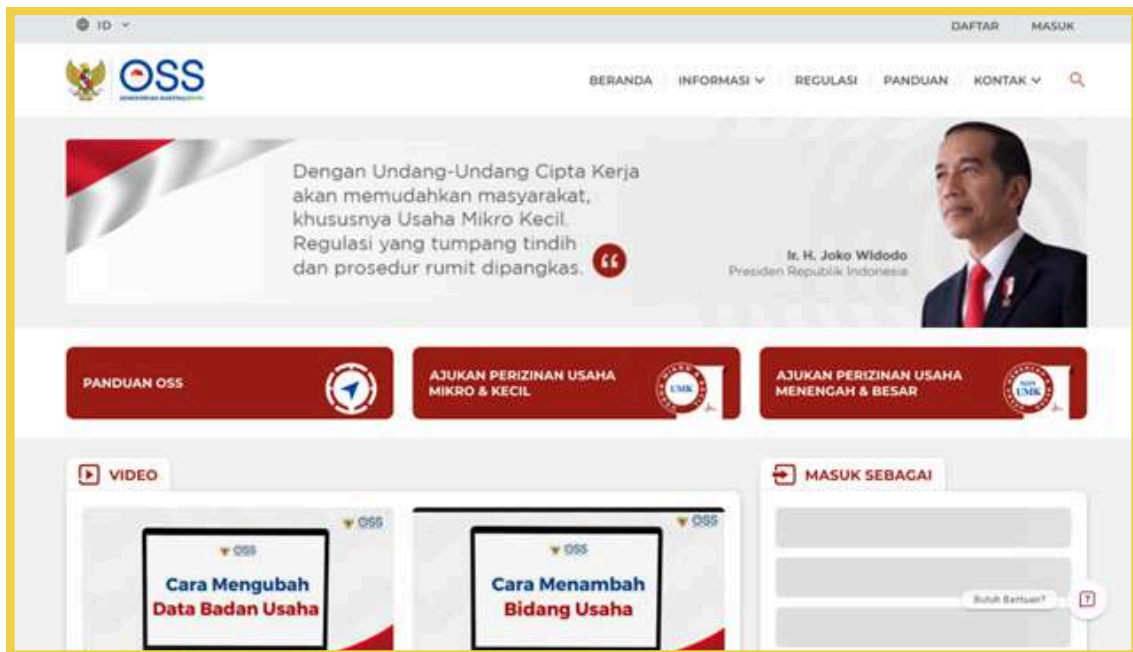 ID
DAFTAR MASUK
OSS
BERANDA INFORMASI REGULASI PANDUAN KONTAK
Dengan Undang-Undang Cipta Kerja
akan memudahkan masyarakat,
khususnya Usaha Mikro Kecil.
Regulasi yang tumpang tindih
dan prosedur rumit dipangkas.
Ir. H. Joko Widodo
Presiden Republik Indonesia
PANDUAN OSS
AJUKAN PERIZINAN USAHA
MIKRO & KECIL
UMK
AJUKAN PERIZINAN USAHA
MENENGAH & BESAR
NON
UMK
VIDEO
MASUK SEBAGAI
OSS
OSS
Cara Mengubah
Data Badan Usaha
OSS
OSS
Cara Menambah
Bidang Usaha
Butuh Bantuan?